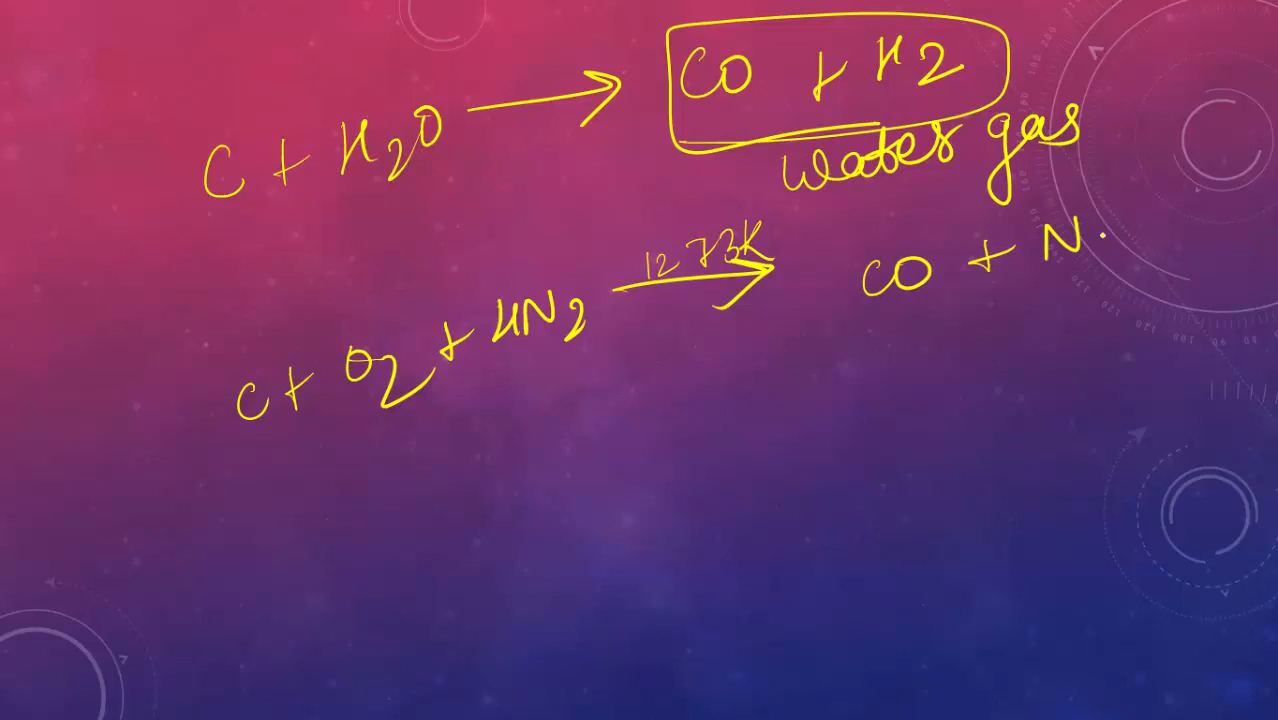 C + H2O → CO + H2
water gas
1273K
C + O2 + 4N2 → CO + N